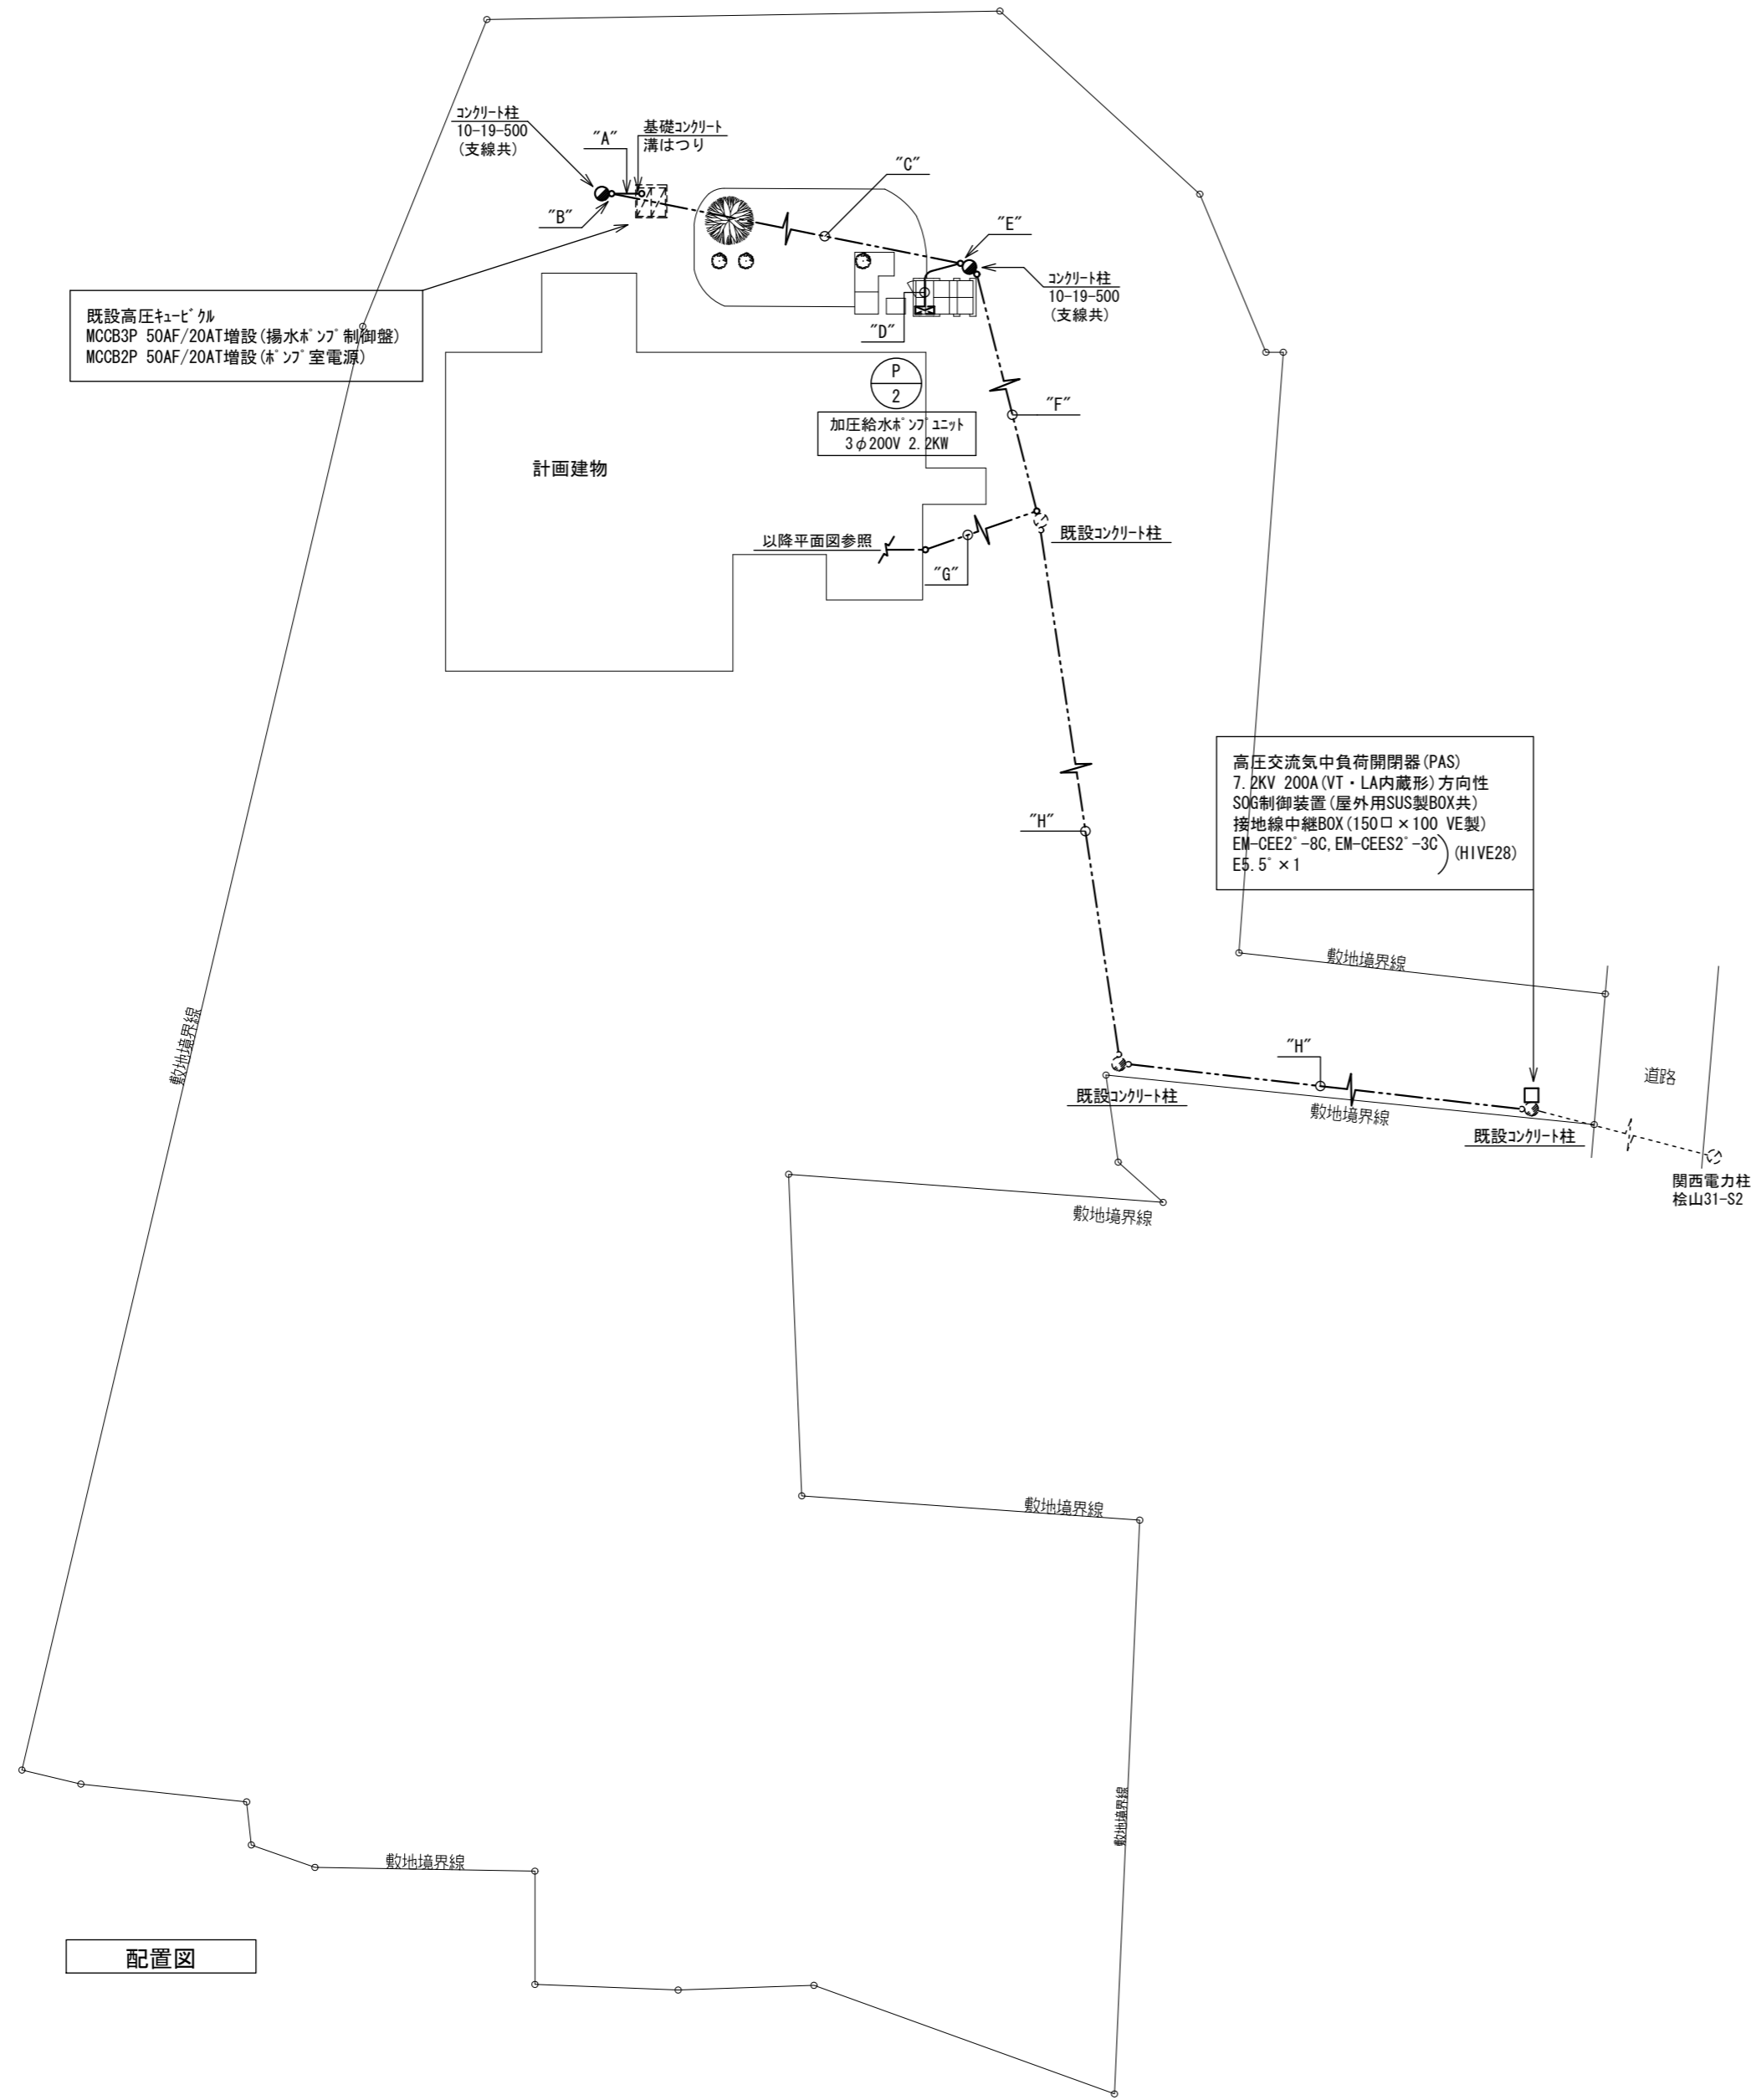 コンクリート柱
10-19-500
(支線共)
"A"
基礎コンクリート
溝はつり
"B"
"C"
"E"
コンクリート柱
10-19-500
(支線共)
"D"
既設高圧キュービクル
MCCB3P 50AF/20AT増設(揚水ポンプ制御盤)
MCCB2P 50AF/20AT増設(ポンプ室電源)
P
2
加圧給水ポンプユニット
3φ200V 2.2KW
"F"
計画建物
以降平面図参照
"G"
既設コンクリート柱
高圧交流気中負荷開閉器(PAS)
7.2KV 200A(VT・LA内蔵形)方向性
SOG制御装置(屋外用SUS製BOX共)
接地線中継BOX(150□×100 VE製)
EM-CEE2゜-8C,EM-CEES2゜-3C
E5.5゜×1
(HIVE28)
"H"
敷地境界線
敷地境界線
"H"
道路
既設コンクリート柱
敷地境界線
既設コンクリート柱
関西電力柱
桧山31-S2
敷地境界線
敷地境界線
敷地境界線
敷地境界線
配置図